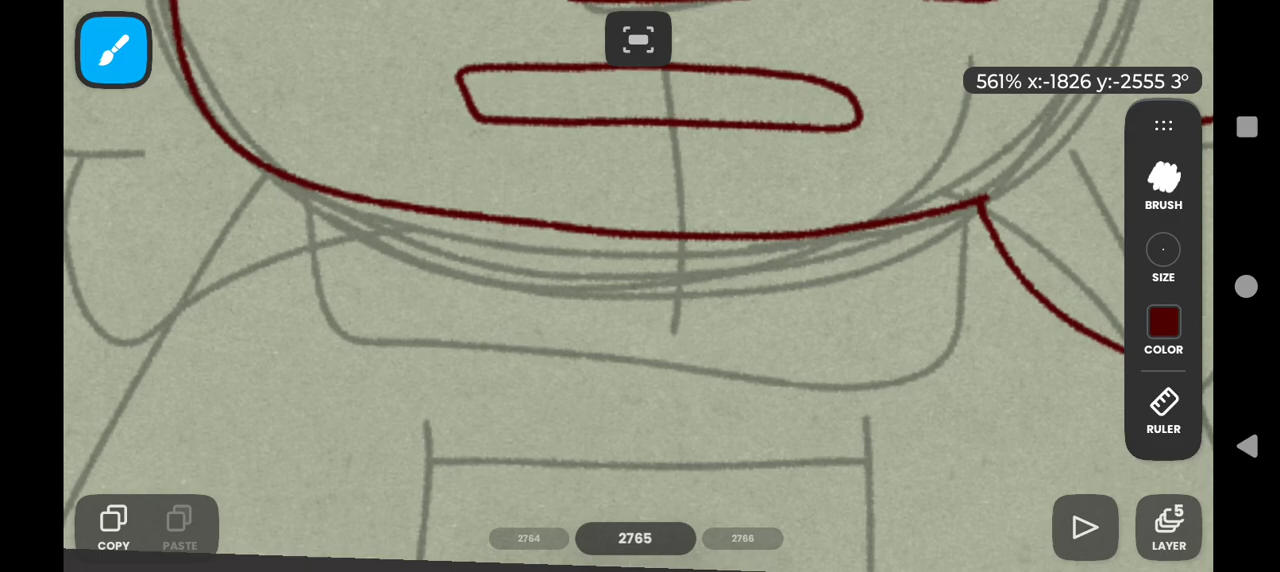 561% x:-1826 y:-2555 3°
BRUSH
SIZE
COLOR
RULER
COPY
PASTE
2764
2765
2766
5
LAYER